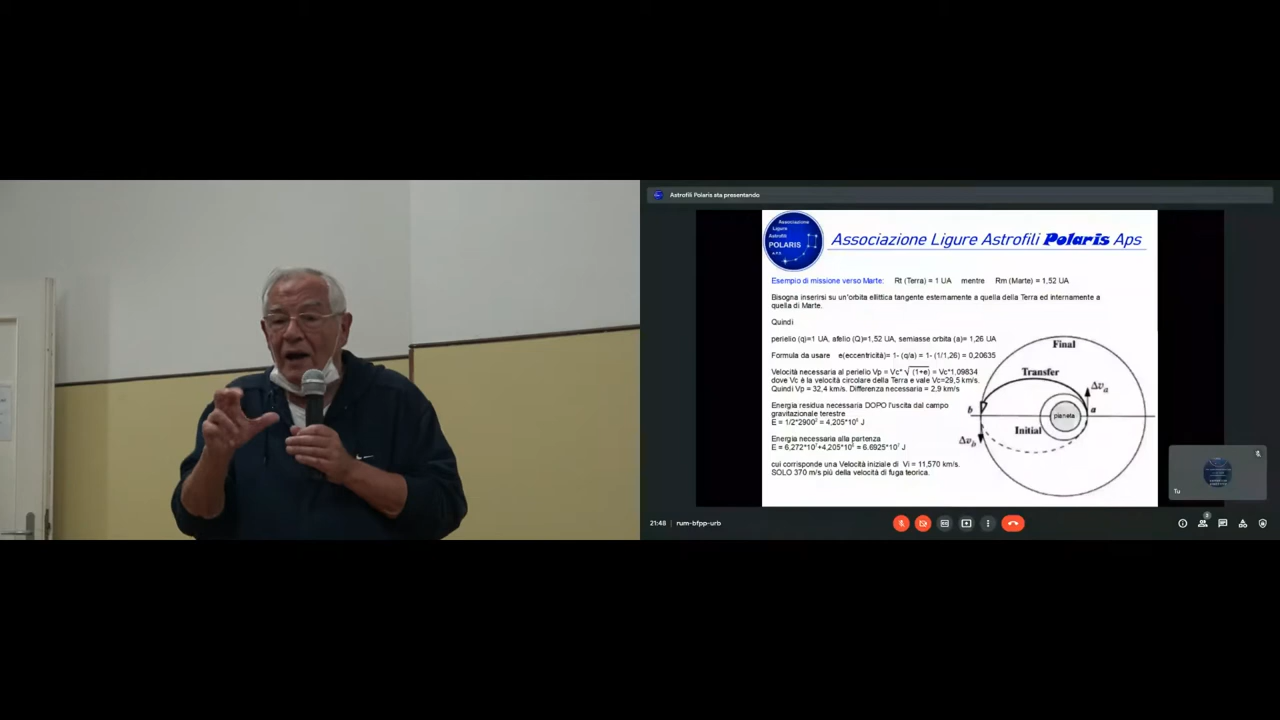 Astrofili Polaris sta presentando
Associazione
Ligure
Astrofili
POLARIS
A.P.S.
Associazione Ligure Astrofili Polaris Aps
Esempio di missione verso Marte: Rt (Terra) = 1 UA mentre Rm (Marte) = 1,52 UA
Bisogna inserirsi su un'orbita ellittica tangente esternamente a quella della Terra ed internamente a
quella di Marte.
Quindi
perielio (q)=1 UA, afelio (Q)=1,52 UA, semiasse orbita (a)= 1,26 UA
Formula da usare e(eccentricità)= 1- (q/a) = 1- (1/1,26) = 0,20635
Velocità necessaria al perielio Vp = Vc* √(1+e) = Vc*1,09834
dove Vc è la velocità circolare della Terra e vale Vc=29,5 km/s.
Quindi Vp = 32,4 km/s. Differenza necessaria = 2,9 km/s
Energia residua necessaria DOPO l'uscita dal campo
gravitazionale terestre
E = 1/2*2900² = 4,205*10⁶ J
Energia necessaria alla partenza
E = 6,272*10⁷+4,205*10⁶ = 6.6925*10⁷ J
cui corrisponde una Velocità iniziale di Vi = 11,570 km/s.
SOLO 370 m/s più della velocità di fuga teorica.
Final
Transfer
Δva
b
a
planeta
Initial
Δvb
Tu
21:48 | rum-bfpp-urb
3